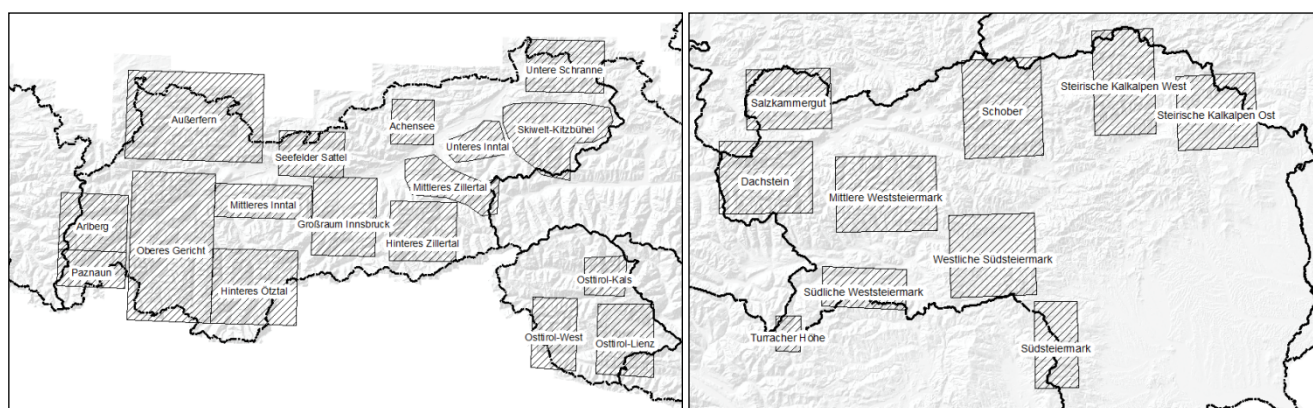 Untere Schranne
Außerfern
Achensee
Skiwelt-Kitzbühel
Unteres Inntal
Seefelder Sattel
Mittleres Zillertal
Mittleres Inntal
Arlberg
Großraum Innsbruck
Oberes Gericht
Hinteres Zillertal
Paznaun
Hinteres Ötztal
Osttirol-Kals
Osttirol-West
Osttirol-Lienz
Steirische Kalkalpen West
Salzkammergut
Schober
Steirische Kalkalpen Ost
Dachstein
Mittlere Weststeiermark
Westliche Südsteiermark
Südliche Weststeiermark
Turracher Höhe
Südsteiermark